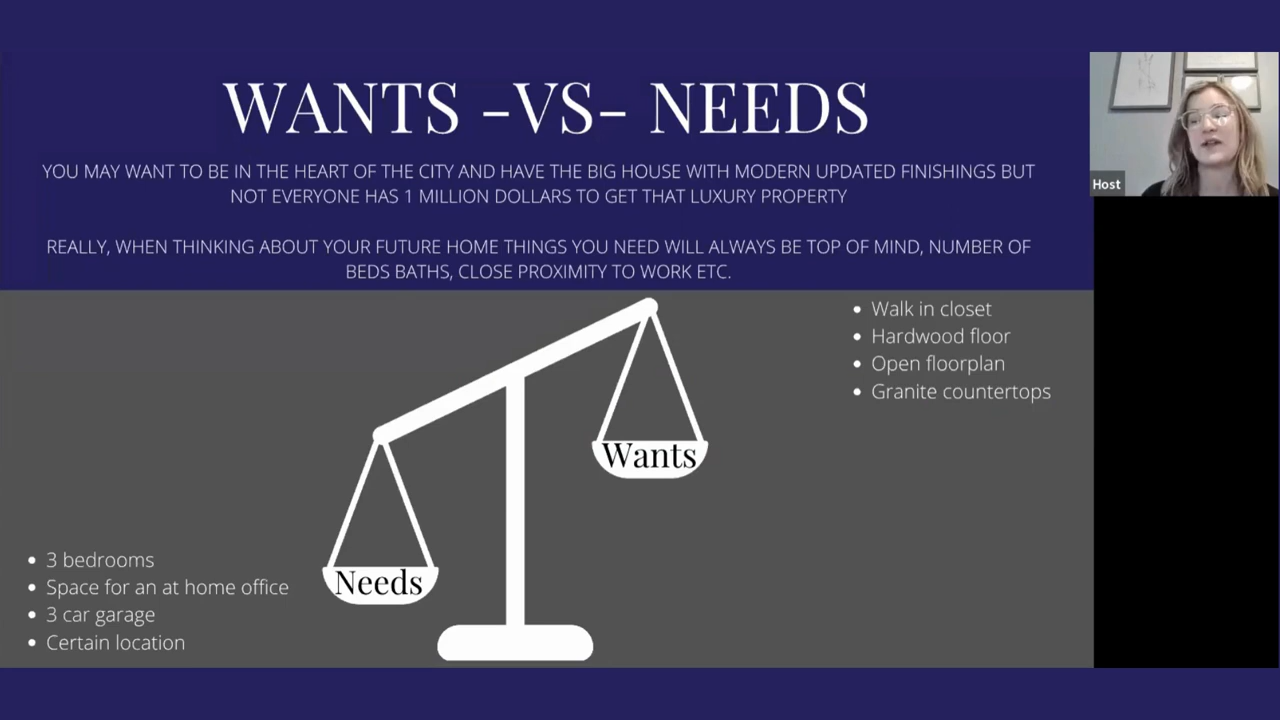 WANTS -VS- NEEDS
YOU MAY WANT TO BE IN THE HEART OF THE CITY AND HAVE THE BIG HOUSE WITH MODERN UPDATED FINISHINGS BUT
NOT EVERYONE HAS 1 MILLION DOLLARS TO GET THAT LUXURY PROPERTY
REALLY, WHEN THINKING ABOUT YOUR FUTURE HOME THINGS YOU NEED WILL ALWAYS BE TOP OF MIND, NUMBER OF
BEDS BATHS, CLOSE PROXIMITY TO WORK ETC.
Host
• Walk in closet
• Hardwood floor
• Open floorplan
• Granite countertops
Wants
Needs
• 3 bedrooms
• Space for an at home office
• 3 car garage
• Certain location